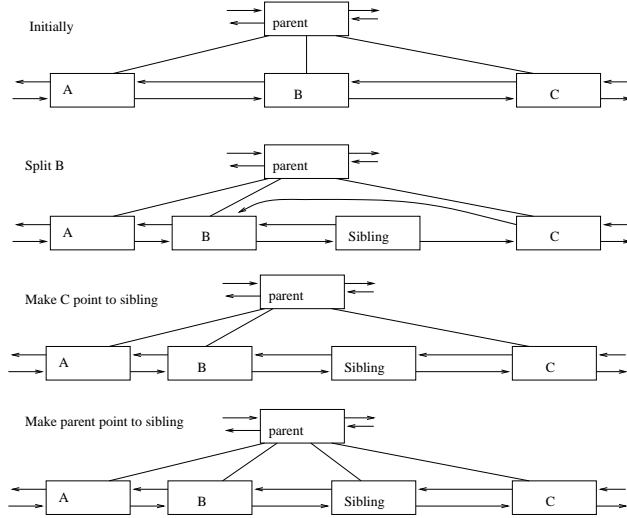 Initially
parent
A
B
C
Split B
parent
A
B
Sibling
C
Make C point to sibling
parent
A
B
Sibling
C
Make parent point to sibling
parent
A
B
Sibling
C